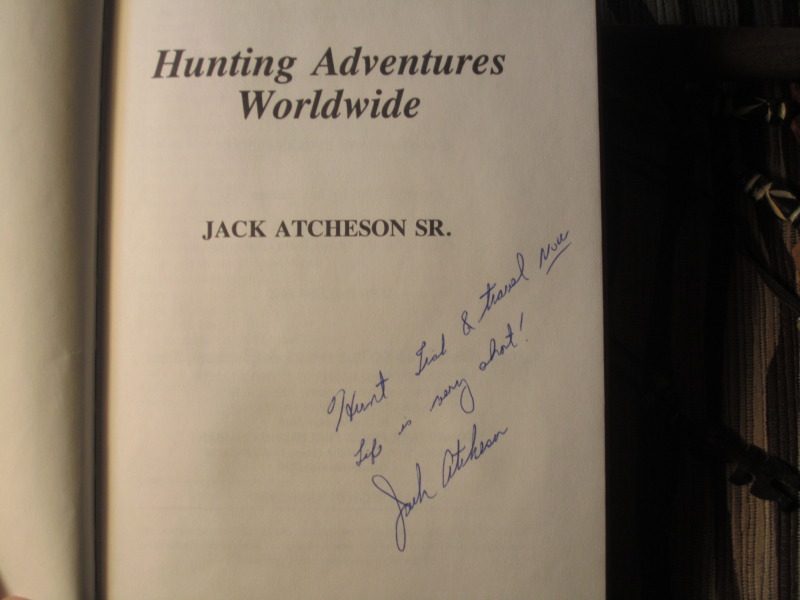 Hunting Adventures
Worldwide
JACK ATCHESON SR.
Hunt Fish & travel now
Life is very short!
Jack Atcheson